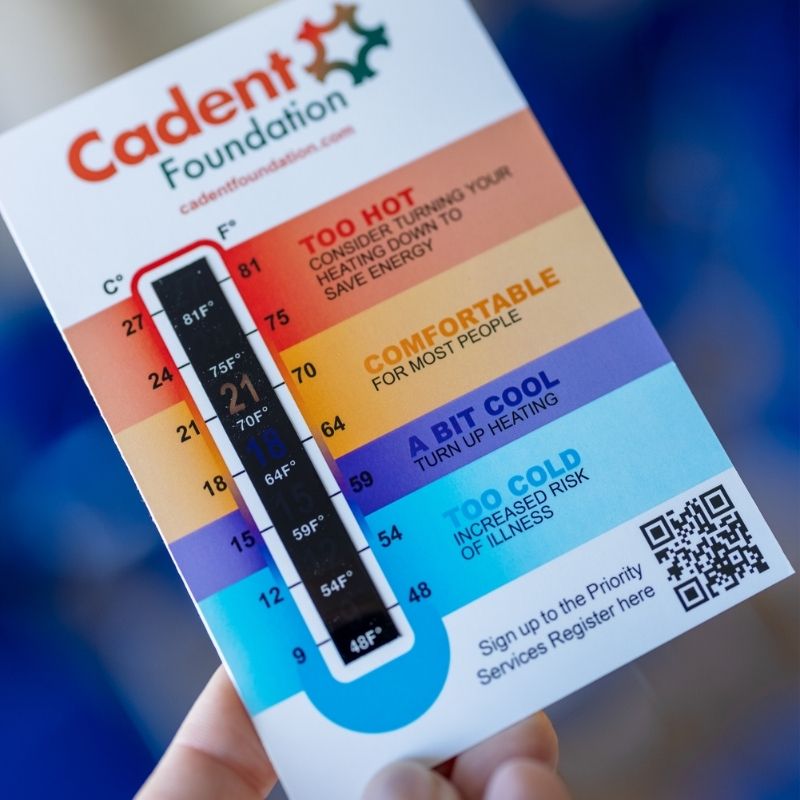 Cadent
Foundation
cadentfoundation.com
C° F°
TOO HOT
CONSIDER TURNING YOUR
HEATING DOWN TO
SAVE ENERGY
COMFORTABLE
FOR MOST PEOPLE
A BIT COOL
TURN UP HEATING
TOO COLD
INCREASED RISK
OF ILLNESS
27 81F° 81
24 75F° 75
21
21 70F° 70
18
18 64F° 64
15
15 59F° 59
12 54F° 54
9 48F° 48
Sign up to the Priority
Services Register here